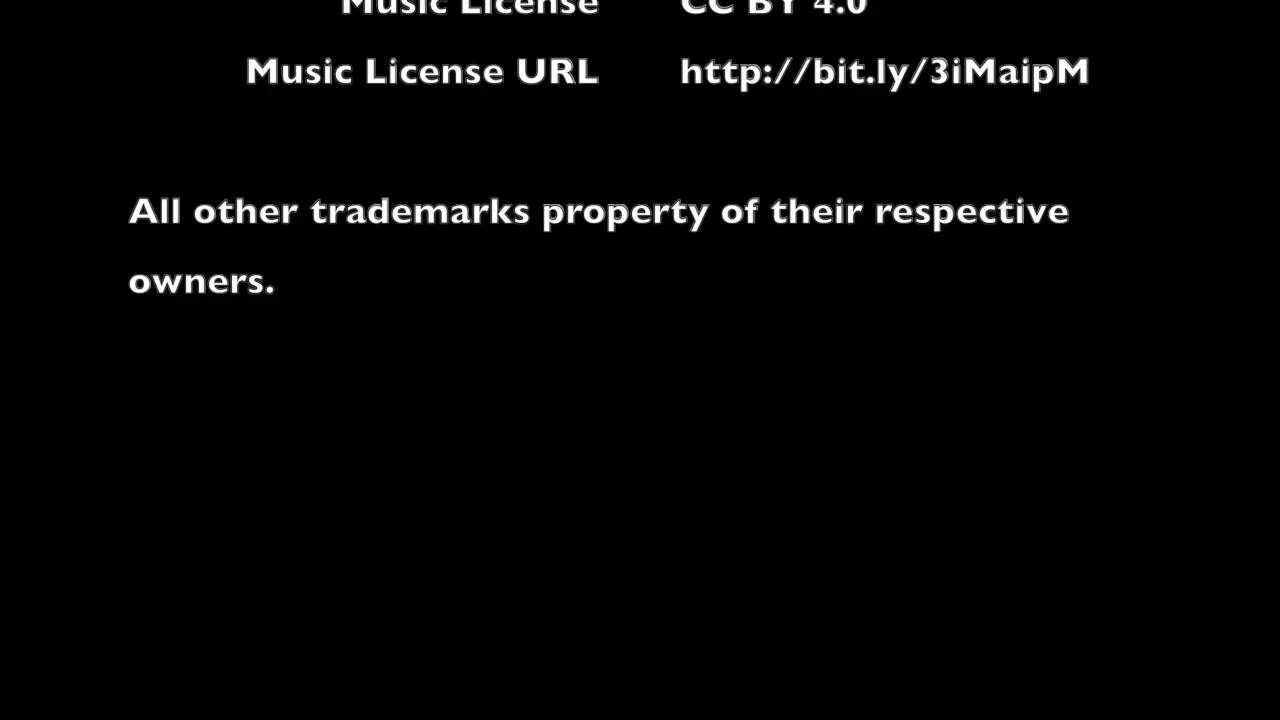 Music License CC BY 4.0
Music License URL http://bit.ly/3iMaipM
All other trademarks property of their respective
owners.